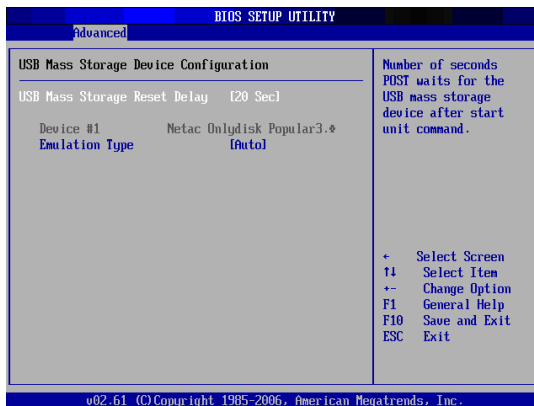 BIOS SETUP UTILITY
Advanced
USB Mass Storage Device Configuration
USB Mass Storage Reset Delay [20 Sec]
Device #1 Netac Onlydisk Popular3.♦
Emulation Type [Auto]
Number of seconds
POST waits for the
USB mass storage
device after start
unit command.
← Select Screen
↑↓ Select Item
+- Change Option
F1 General Help
F10 Save and Exit
ESC Exit
v02.61 (C)Copyright 1985-2006, American Megatrends, Inc.